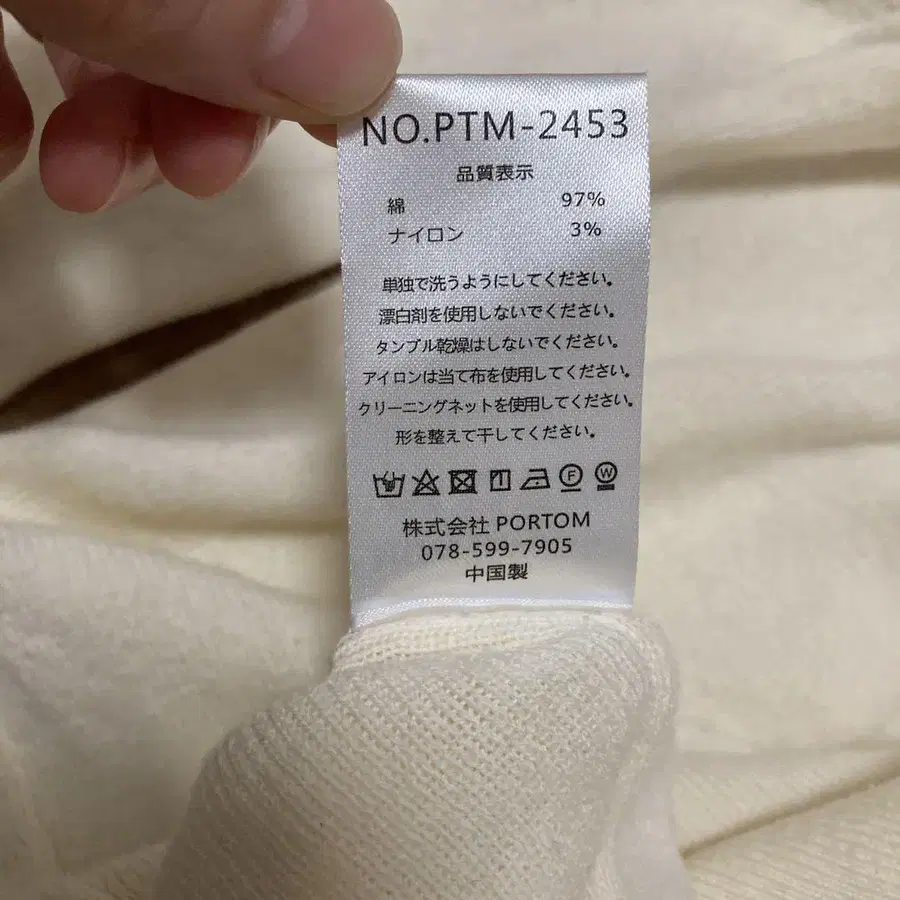 NO.PTM-2453
品質表示
綿 97%
ナイロン 3%
単独で洗うようにしてください。
漂白剤を使用しないでください。
タンブル乾燥はしないでください。
アイロンは当て布を使用してください。
クリーニングネットを使用してください。
形を整えて干してください。
F W
株式会社 PORTOM
078-599-7905
中国製